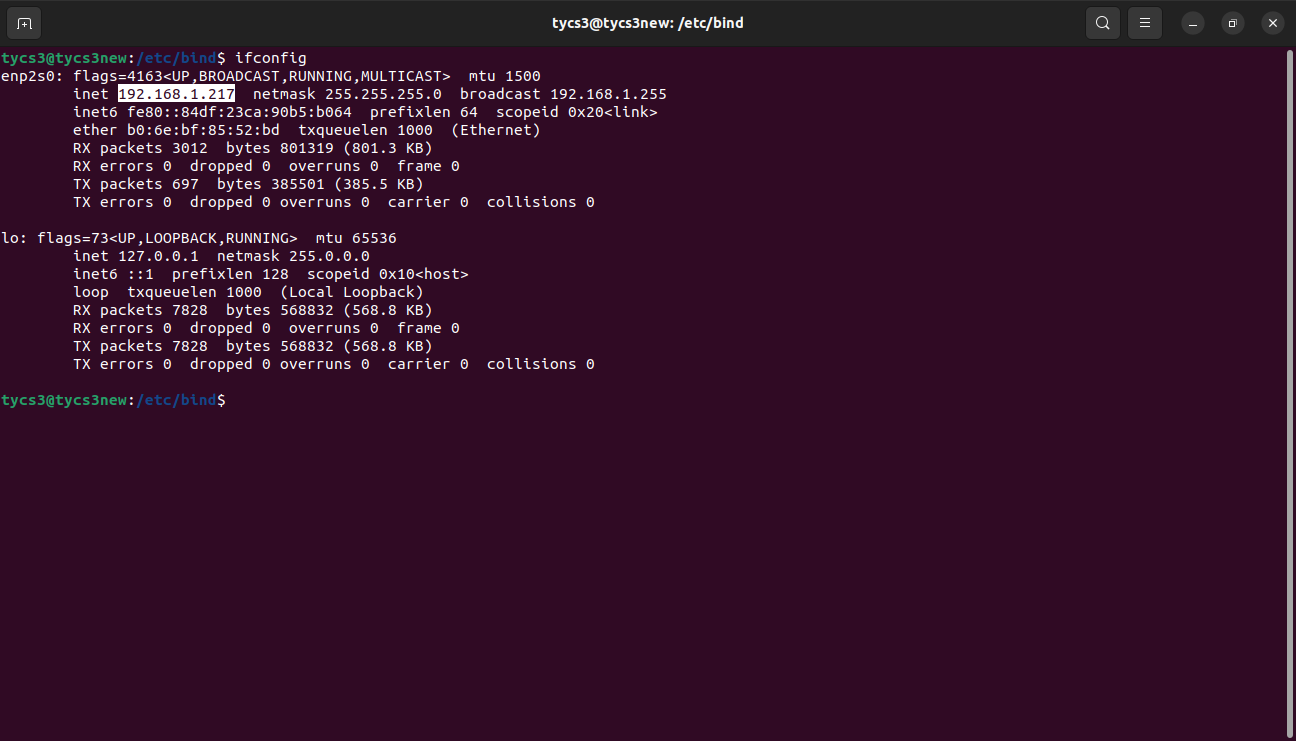 tycs3@tycs3new: /etc/bind
tycs3@tycs3new:/etc/bind$ ifconfig
enp2s0: flags=4163<UP,BROADCAST,RUNNING,MULTICAST>  mtu 1500
        inet 192.168.1.217  netmask 255.255.255.0  broadcast 192.168.1.255
        inet6 fe80::84df:23ca:90b5:b064  prefixlen 64  scopeid 0x20<link>
        ether b0:6e:bf:85:52:bd  txqueuelen 1000  (Ethernet)
        RX packets 3012  bytes 801319 (801.3 KB)
        RX errors 0  dropped 0  overruns 0  frame 0
        TX packets 697  bytes 385501 (385.5 KB)
        TX errors 0  dropped 0 overruns 0  carrier 0  collisions 0

lo: flags=73<UP,LOOPBACK,RUNNING>  mtu 65536
        inet 127.0.0.1  netmask 255.0.0.0
        inet6 ::1  prefixlen 128  scopeid 0x10<host>
        loop  txqueuelen 1000  (Local Loopback)
        RX packets 7828  bytes 568832 (568.8 KB)
        RX errors 0  dropped 0  overruns 0  frame 0
        TX packets 7828  bytes 568832 (568.8 KB)
        TX errors 0  dropped 0 overruns 0  carrier 0  collisions 0

tycs3@tycs3new:/etc/bind$